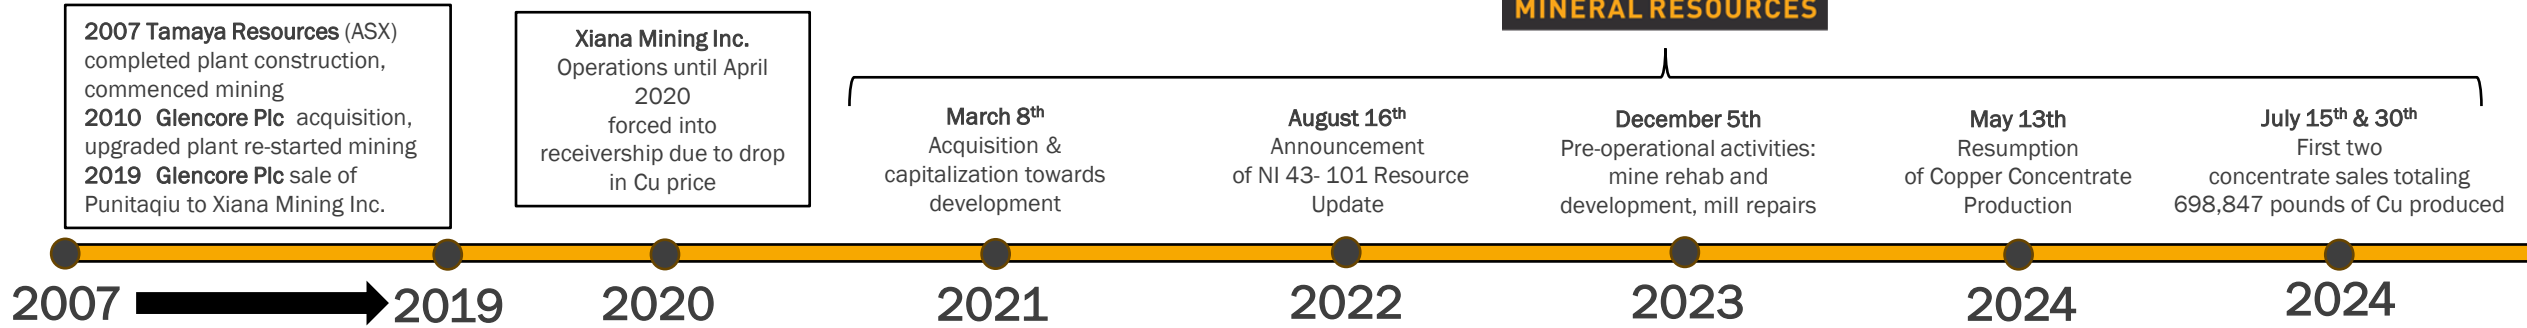 MINERAL RESOURCES
2007 Tamaya Resources (ASX)
completed plant construction,
commenced mining
2010 Glencore Plc acquisition,
upgraded plant re-started mining
2019 Glencore Plc sale of
Punitaqiu to Xiana Mining Inc.
Xiana Mining Inc.
Operations until April
2020
forced into
receivership due to drop
in Cu price
March 8th
Acquisition &
capitalization towards
development
August 16th
Announcement
of NI 43- 101 Resource
Update
December 5th
Pre-operational activities:
mine rehab and
development, mill repairs
May 13th
Resumption
of Copper Concentrate
Production
July 15th & 30th
First two
concentrate sales totaling
698,847 pounds of Cu produced
2007
2019
2020
2021
2022
2023
2024
2024